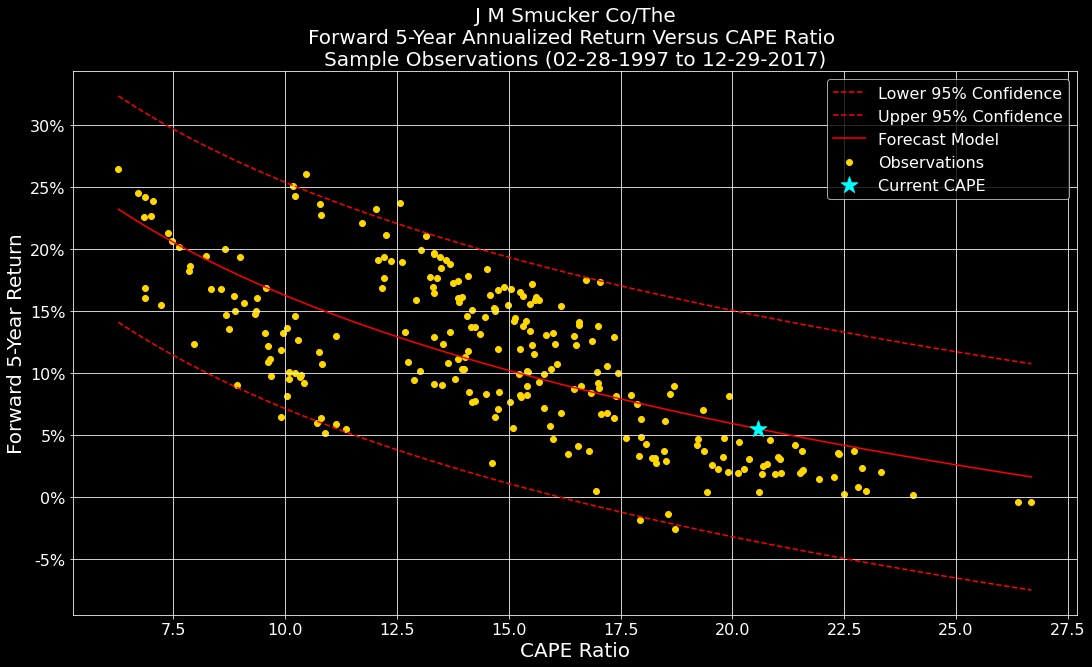 J M Smucker Co/The
Forward 5-Year Annualized Return Versus CAPE Ratio
Sample Observations (02-28-1997 to 12-29-2017)
Lower 95% Confidence
Upper 95% Confidence
Forecast Model
Observations
Current CAPE
Forward 5-Year Return
30%
25%
20%
15%
10%
5%
0%
-5%
7.5 10.0 12.5 15.0 17.5 20.0 22.5 25.0 27.5
CAPE Ratio